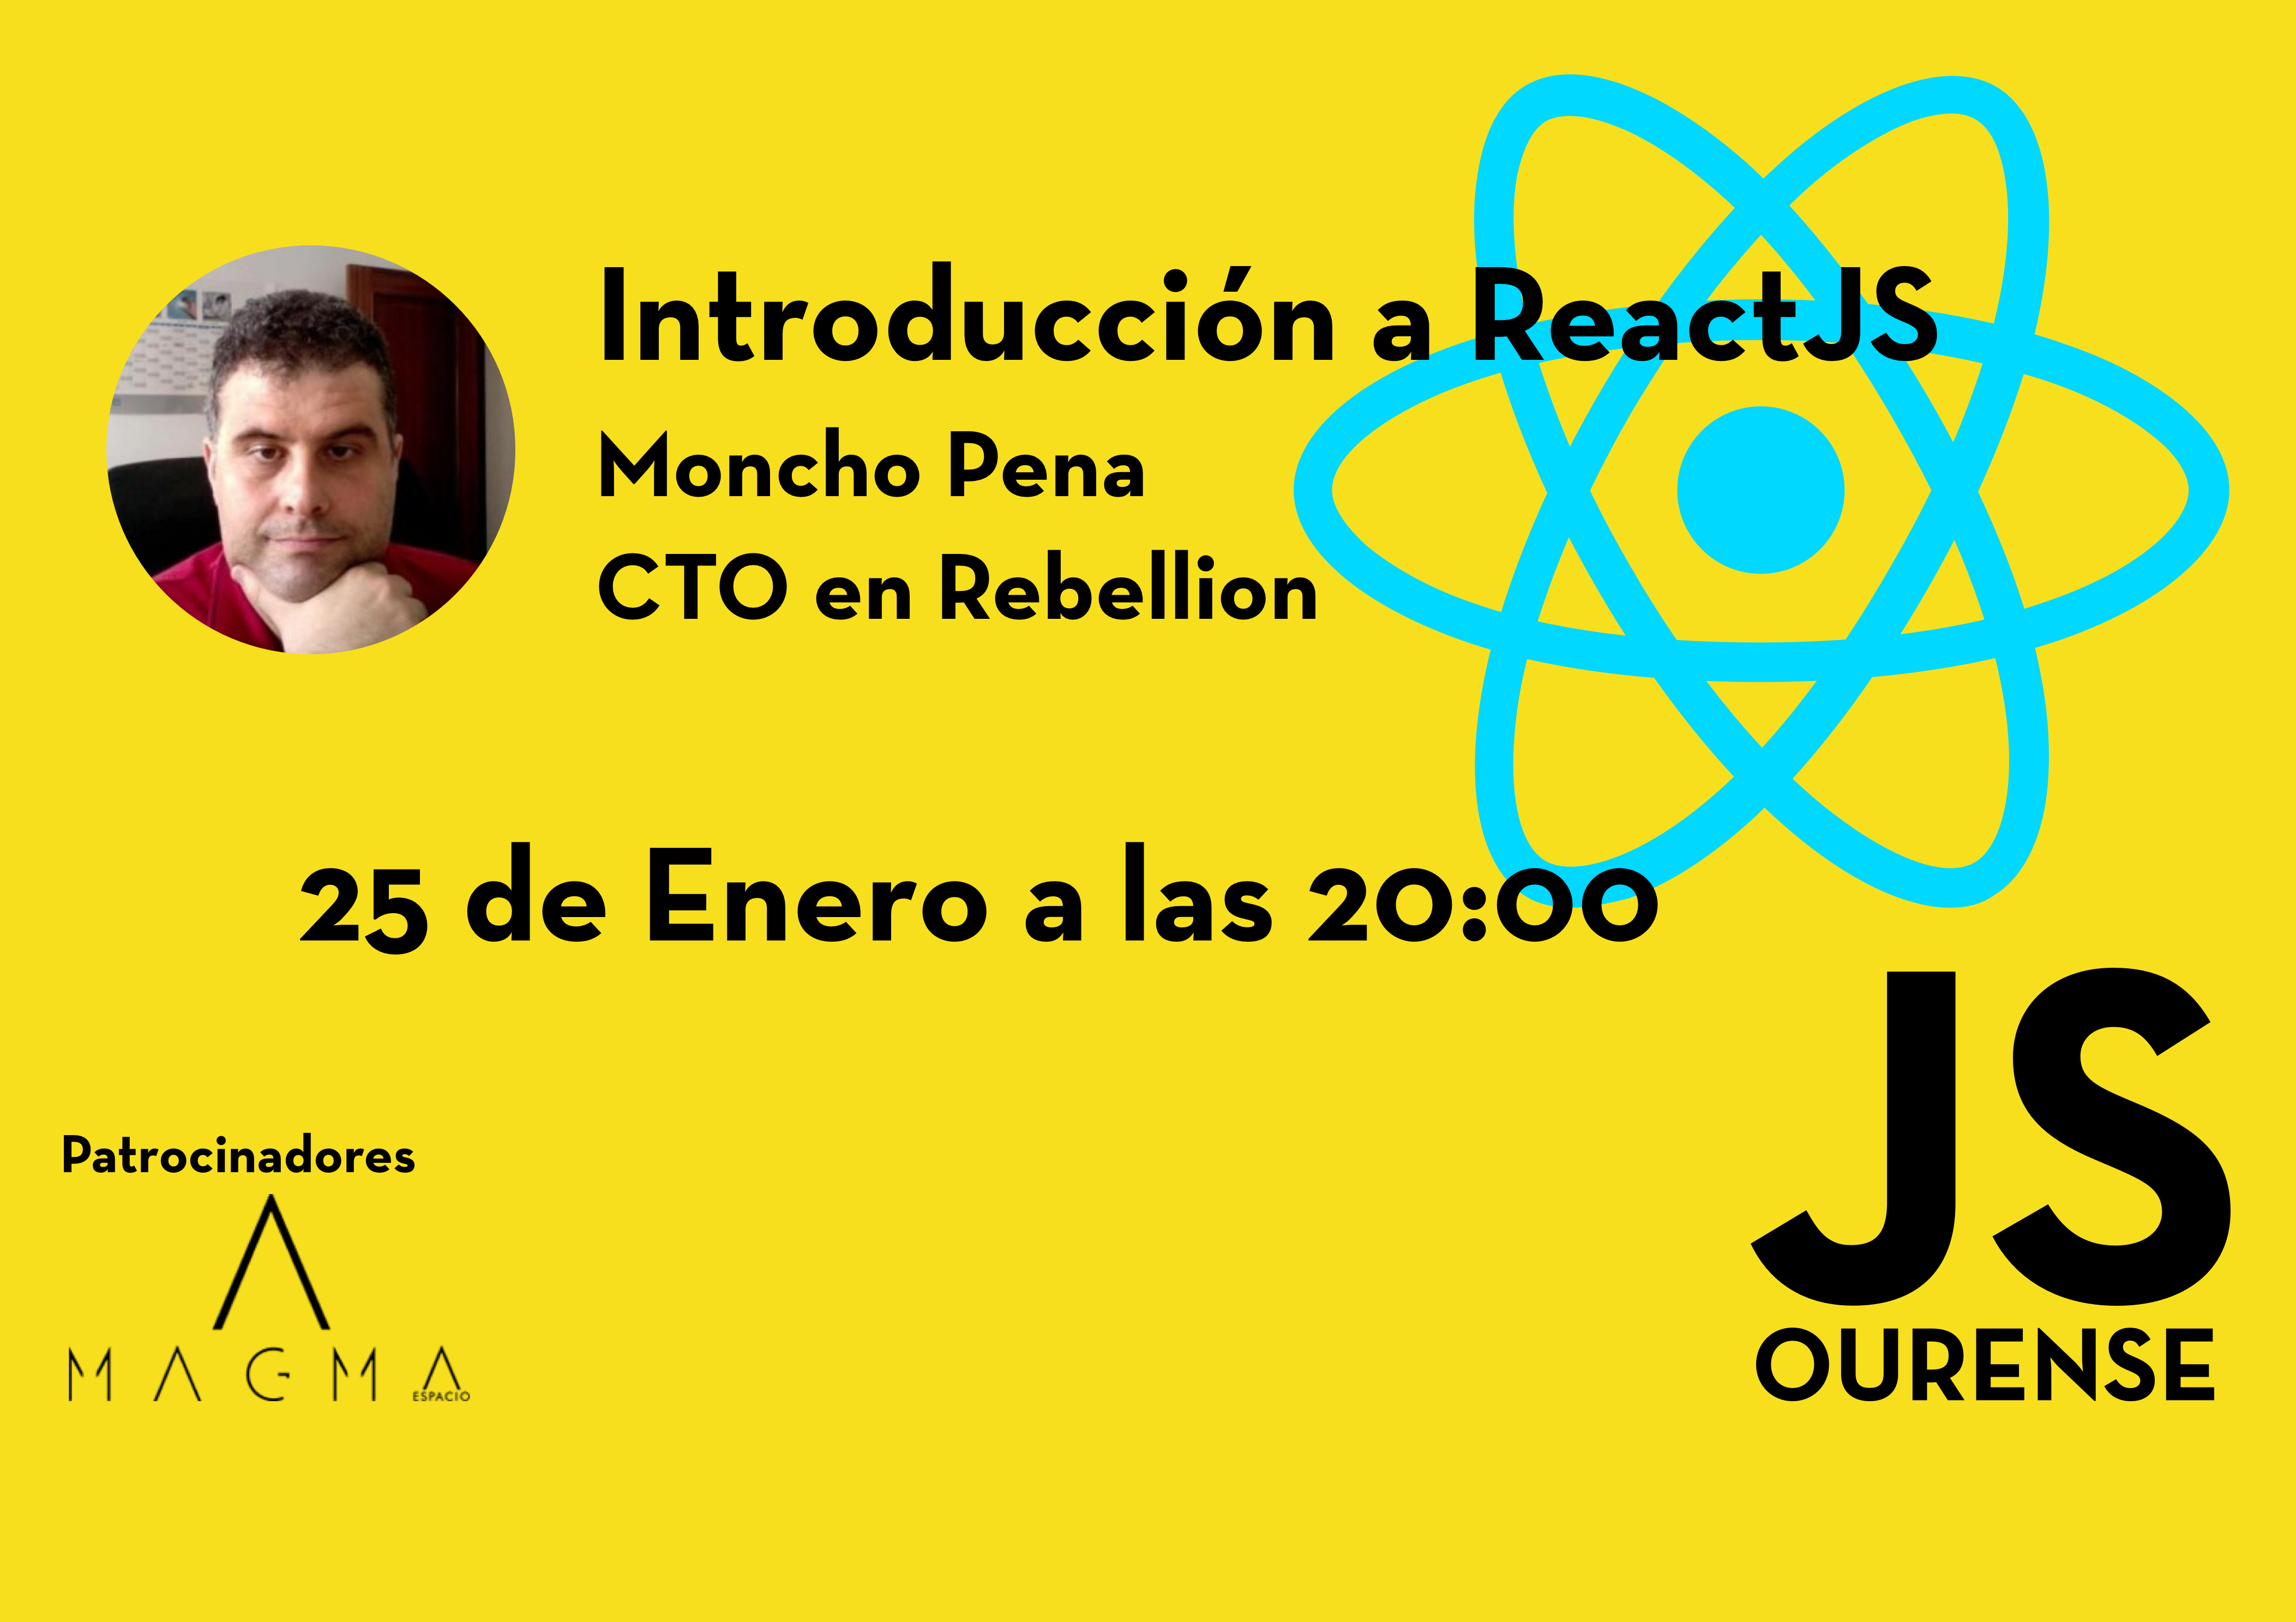 Introducción a ReactJS
Moncho Pena
CTO en Rebellion
25 de Enero a las 20:00
Patrocinadores
MAGMA
ESPACIO
JS
OURENSE